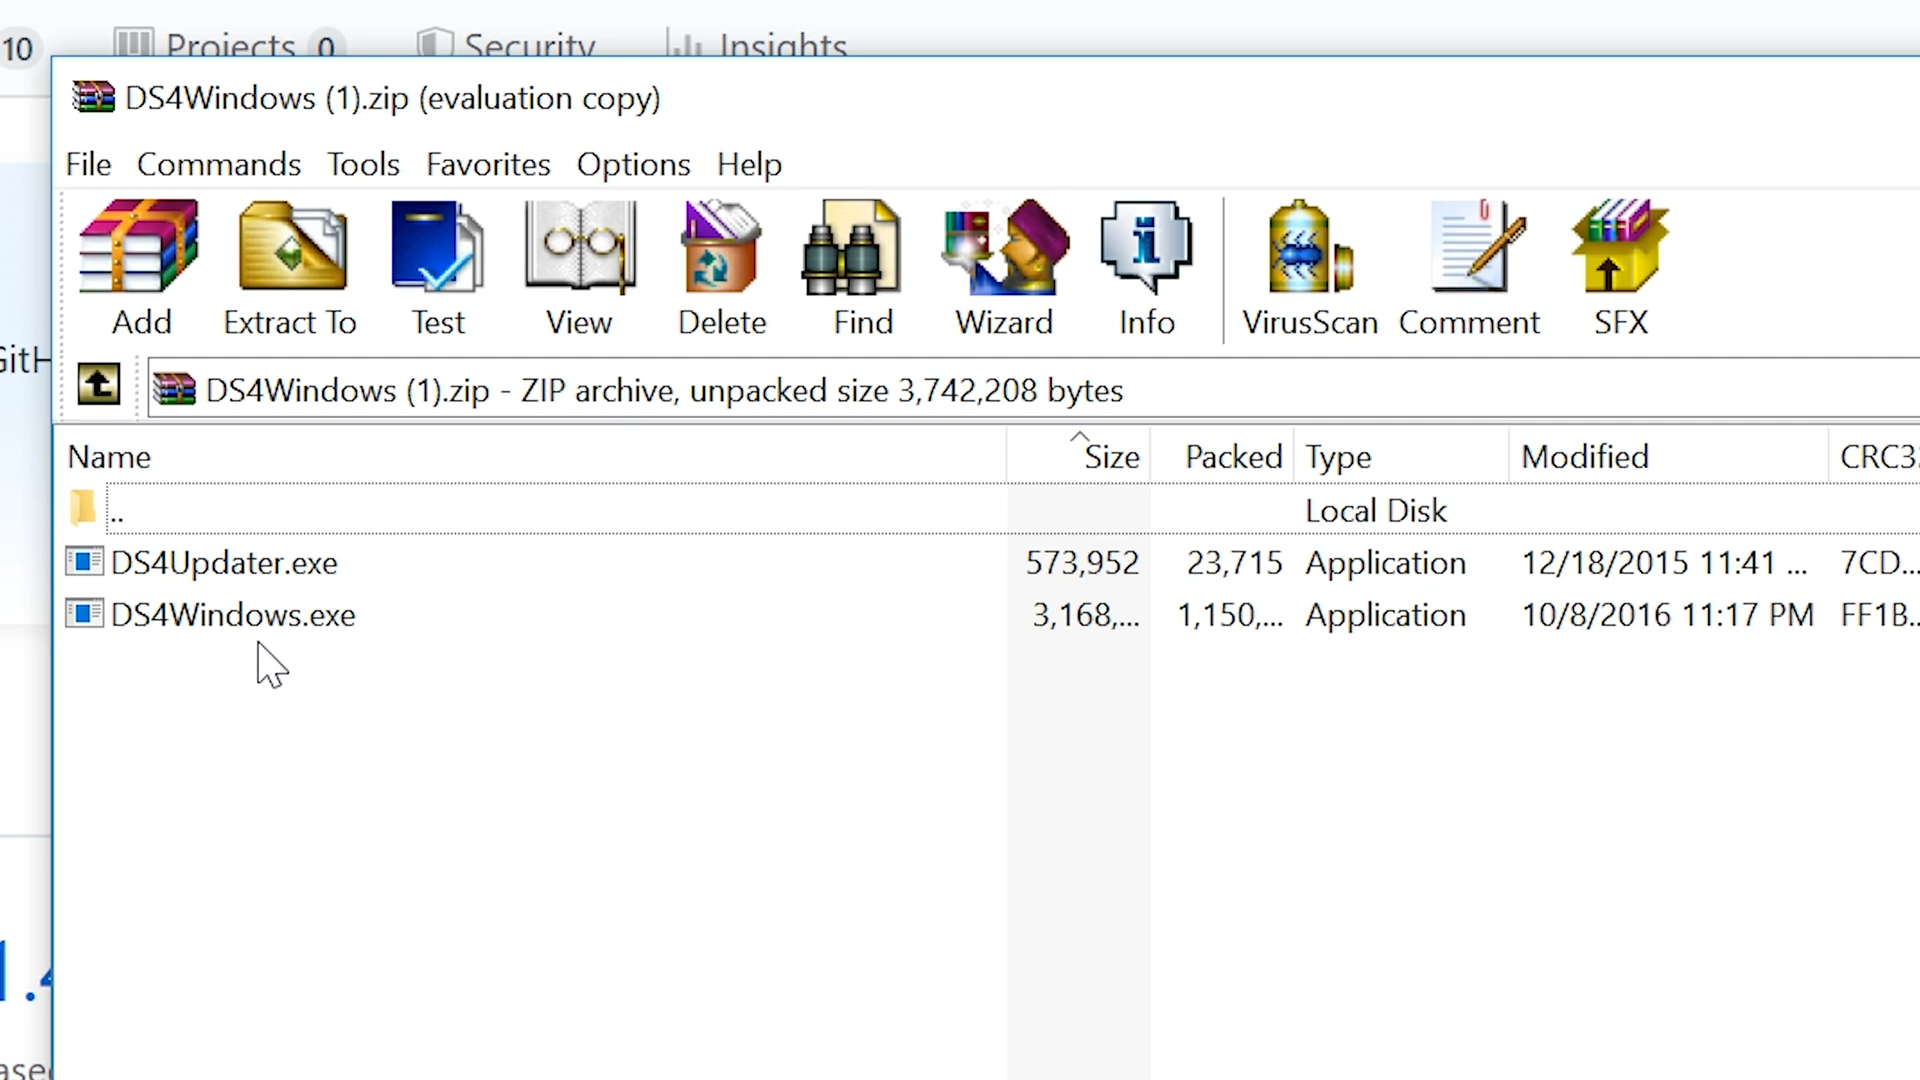 10 Projects 0 Security Insights
DS4Windows (1).zip (evaluation copy)
File Commands Tools Favorites Options Help
Add Extract To Test View Delete Find Wizard Info VirusScan Comment SFX
DS4Windows (1).zip - ZIP archive, unpacked size 3,742,208 bytes
Name Size Packed Type Modified
.. Local Disk
DS4Updater.exe 573,952 23,715 Application 12/18/2015 11:41 ... 7CD...
DS4Windows.exe 3,168,... 1,150,... Application 10/8/2016 11:17 PM FF1B...